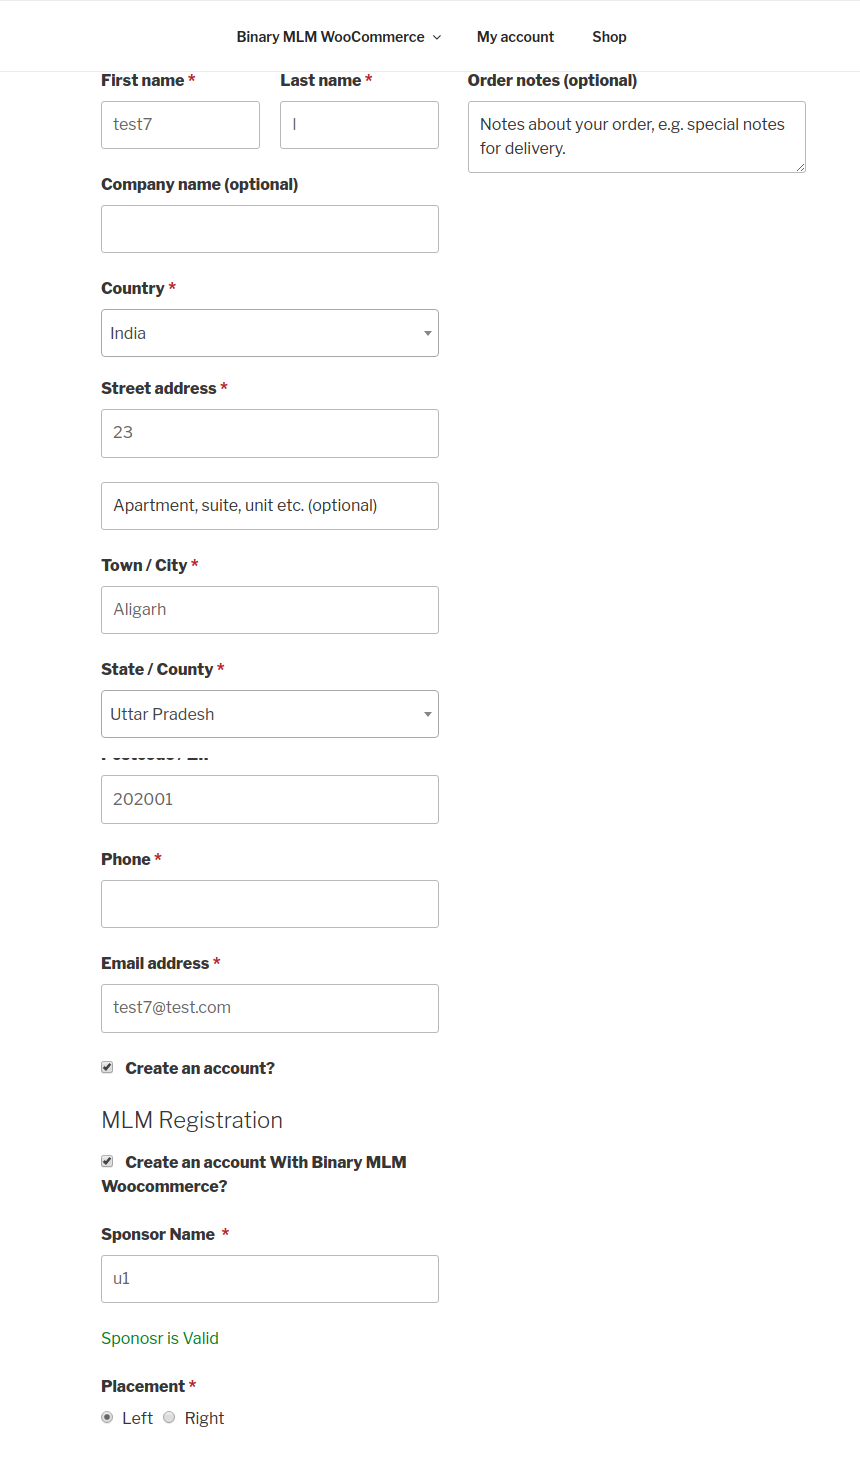 Binary MLM WooCommerce My account Shop
First name * Last name * Order notes (optional)
test7 l Notes about your order, e.g. special notes
for delivery.
Company name (optional)
Country *
India
Street address *
23
Apartment, suite, unit etc. (optional)
Town / City *
Aligarh
State / County *
Uttar Pradesh
202001
Phone *
Email address *
test7@test.com
Create an account?
MLM Registration
Create an account With Binary MLM
Woocommerce?
Sponsor Name *
u1
Sponosr is Valid
Placement *
Left Right